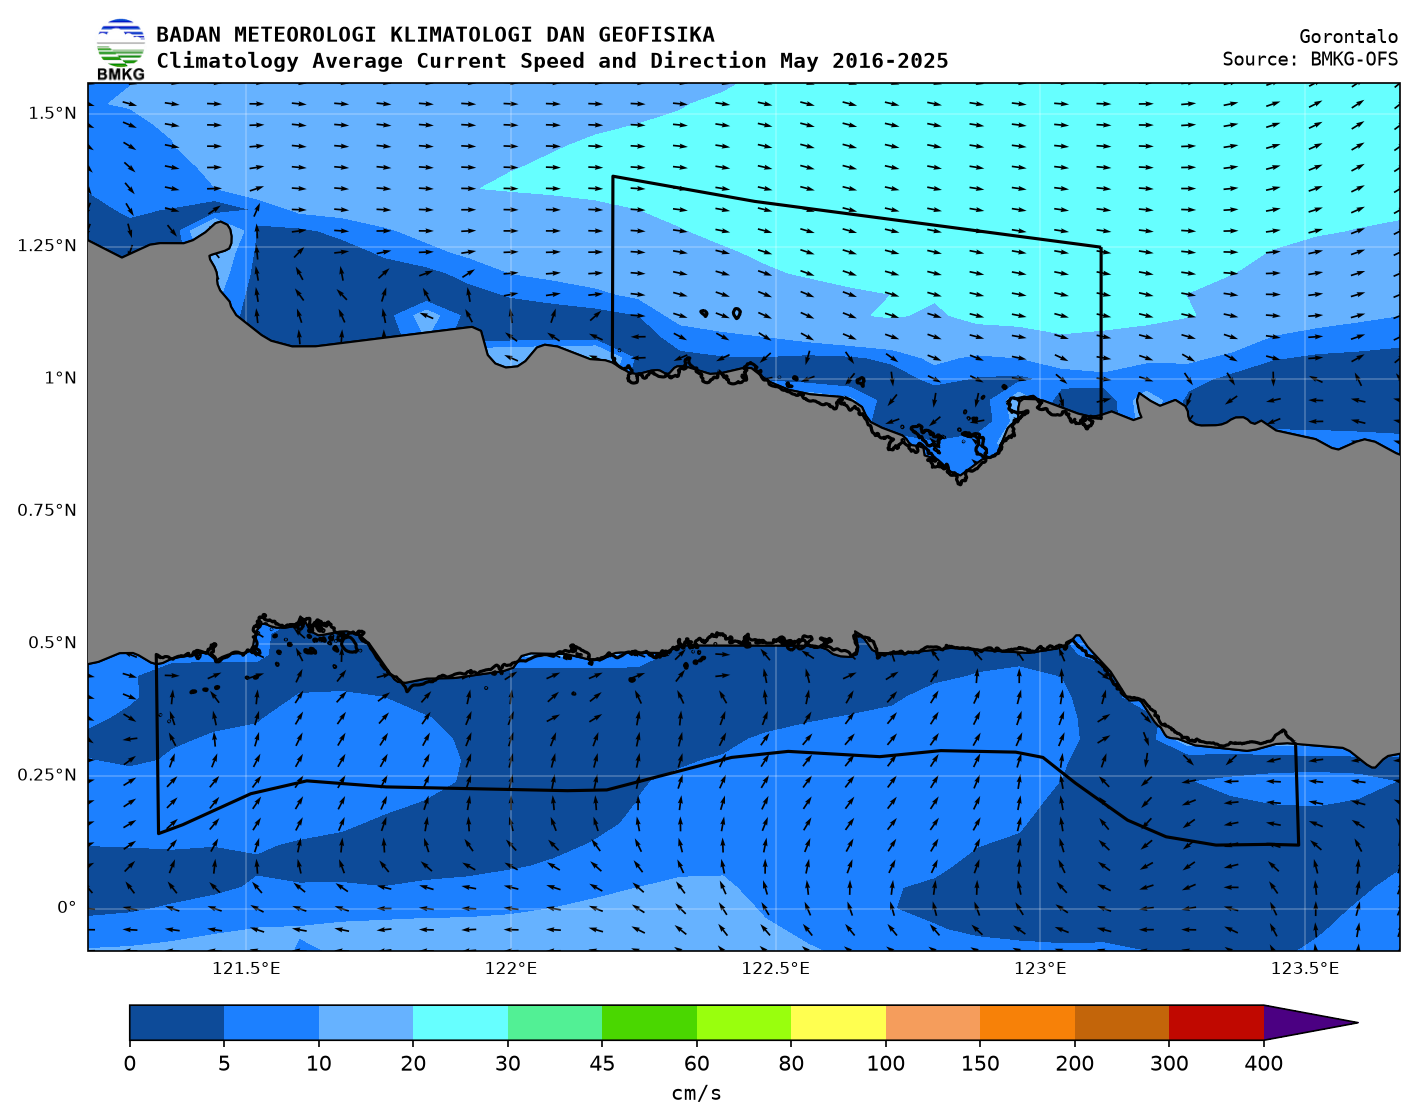 BADAN METEOROLOGI KLIMATOLOGI DAN GEOFISIKA
Climatology Average Current Speed and Direction May 2016-2025
BMKG
Gorontalo
Source: BMKG-OFS
1.5°N
1.25°N
1°N
0.75°N
0.5°N
0.25°N
0°
121.5°E 122°E 122.5°E 123°E 123.5°E
0 5 10 20 30 45 60 80 100 150 200 300 400
cm/s